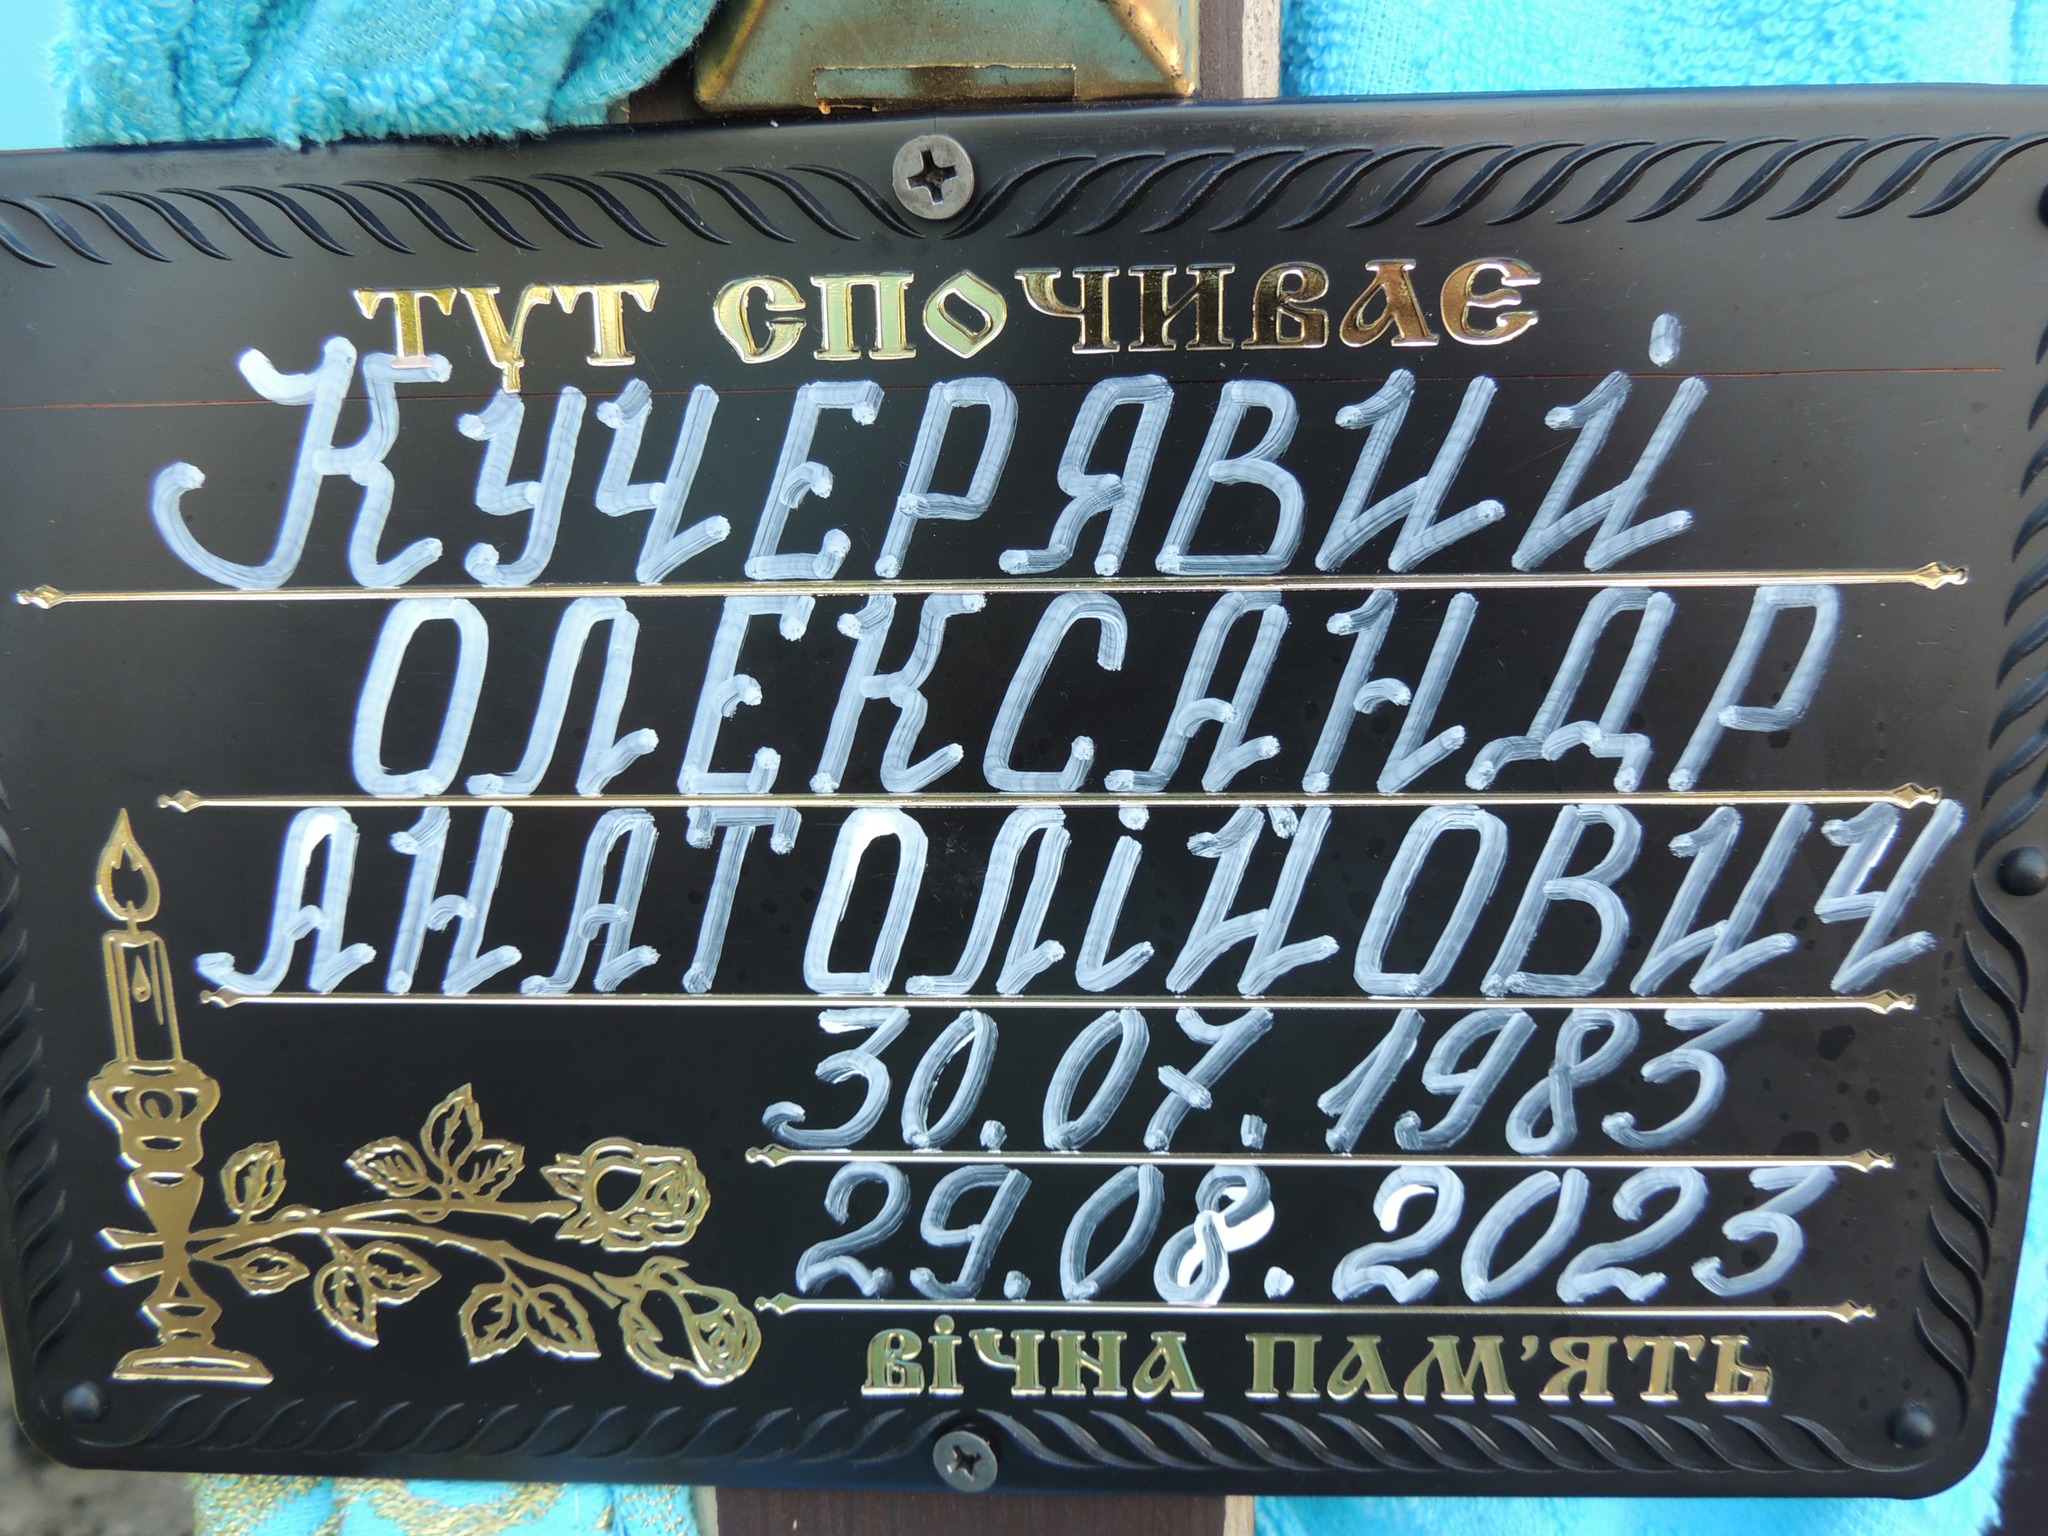 ТУТ СПОЧИВАЄ
КУЧЕРЯВИЙ
ОЛЕКСАНДР
АНАТОЛІЙОВИЧ
30.07.1983
29.08.2023
ВІЧНА ПАМ'ЯТЬ